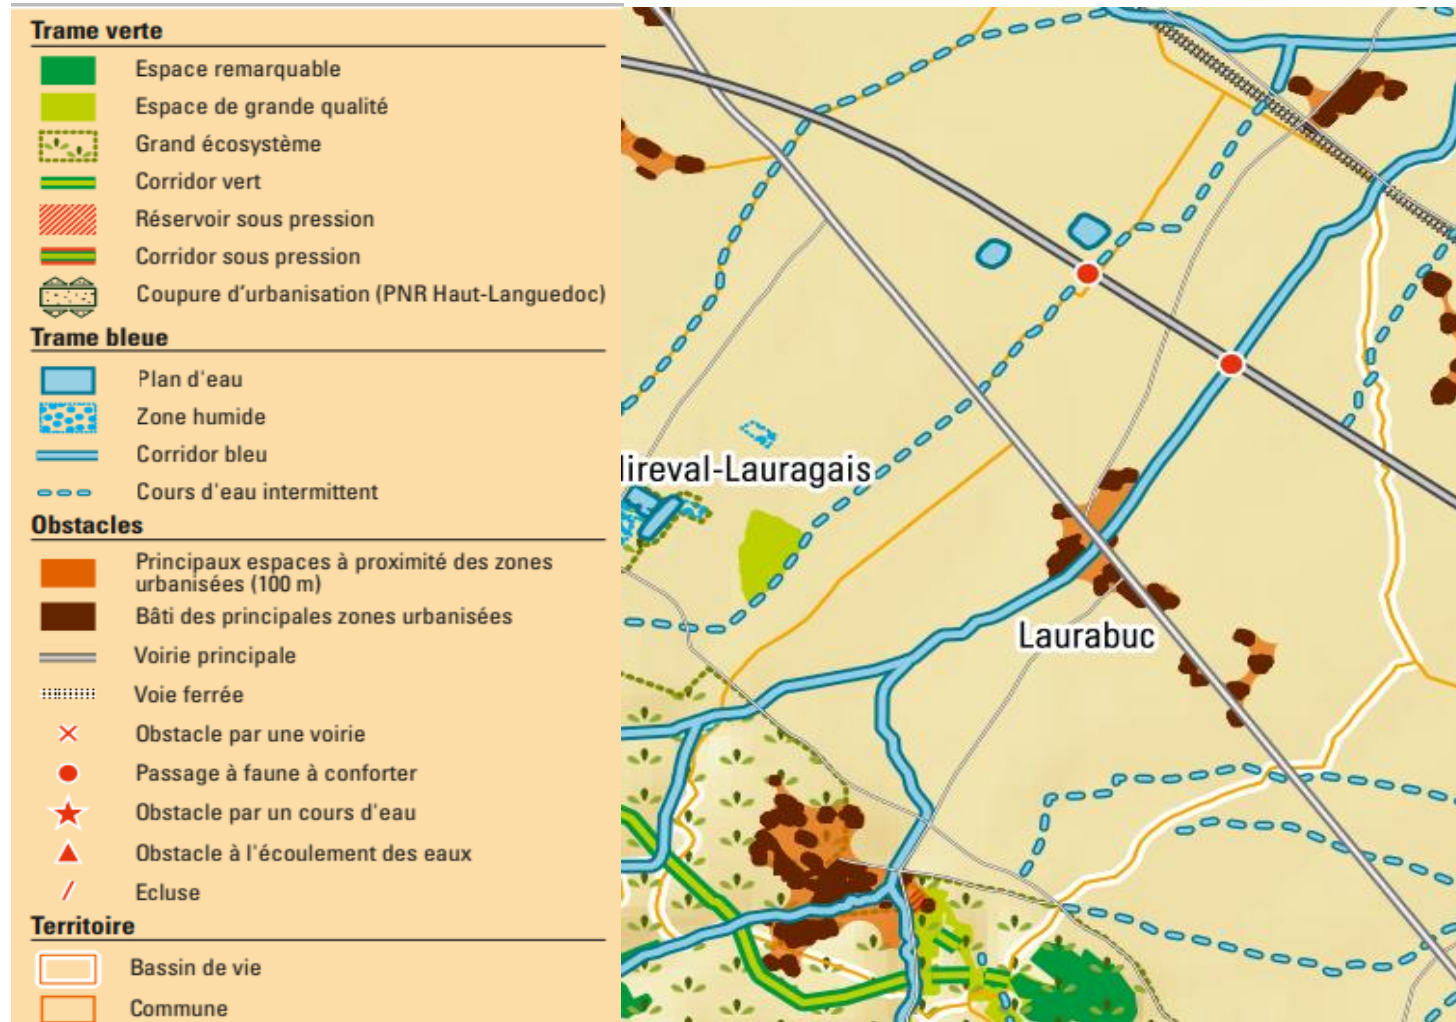 Trame verte
Espace remarquable
Espace de grande qualité
Grand écosystème
Corridor vert
Réservoir sous pression
Corridor sous pression
Coupure d'urbanisation (PNR Haut-Languedoc)
Trame bleue
Plan d'eau
Zone humide
Corridor bleu
Cours d'eau intermittent
Obstacles
Principaux espaces à proximité des zones
urbanisées (100 m)
Bâti des principales zones urbanisées
Voirie principale
Voie ferrée
Obstacle par une voirie
Passage à faune à conforter
Obstacle par un cours d'eau
Obstacle à l'écoulement des eaux
Ecluse
Territoire
Bassin de vie
Commune
lireval-Lauragais
Laurabuc